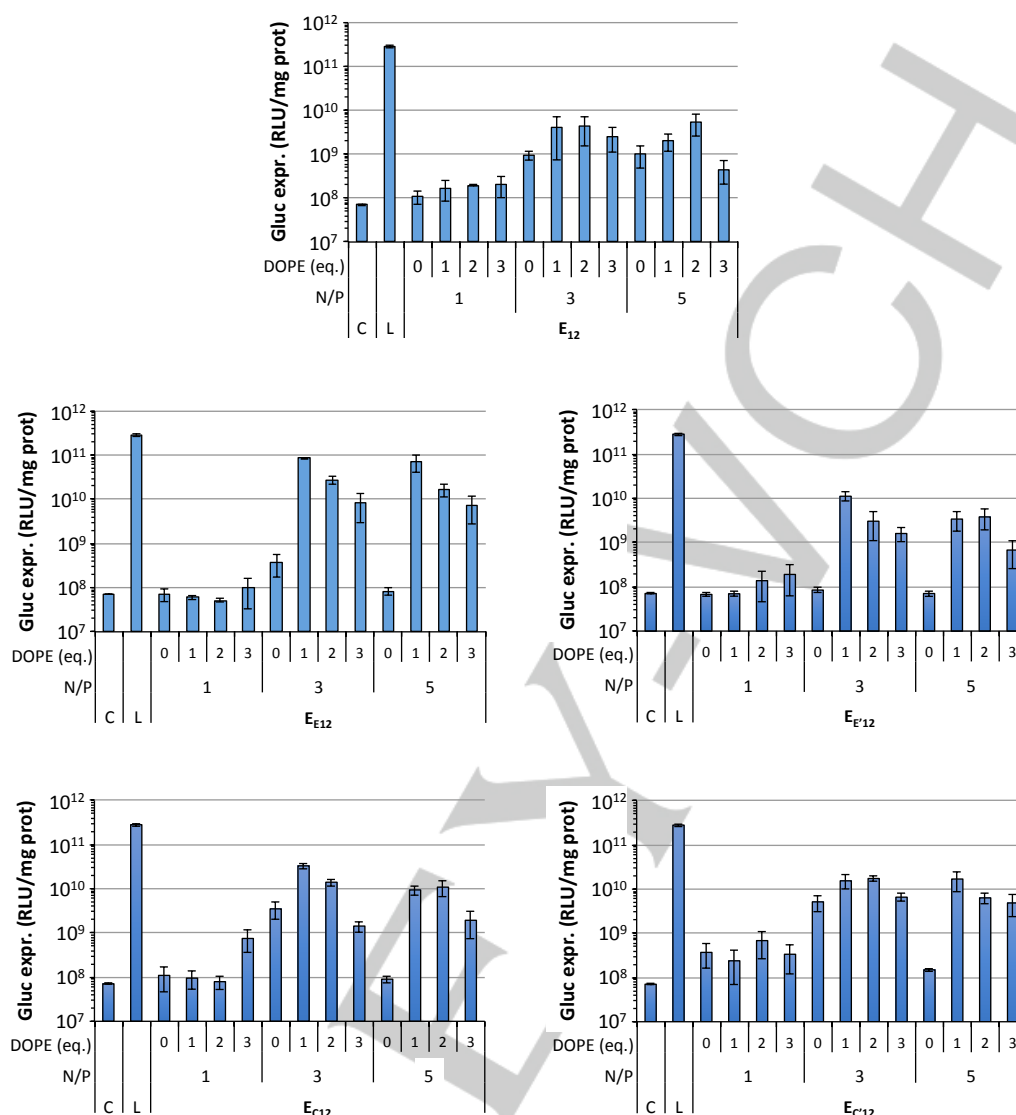 Gluc expr. (RLU/mg prot)
10¹²
10¹¹
10¹⁰
10⁹
10⁸
10⁷
DOPE (eq.) 0 1 2 3 0 1 2 3 0 1 2 3
N/P 1 3 5
C L E₁₂
Gluc expr. (RLU/mg prot)
10¹²
10¹¹
10¹⁰
10⁹
10⁸
10⁷
DOPE (eq.) 0 1 2 3 0 1 2 3 0 1 2 3
N/P 1 3 5
C L E_E12
Gluc expr. (RLU/mg prot)
10¹²
10¹¹
10¹⁰
10⁹
10⁸
10⁷
DOPE (eq.) 0 1 2 3 0 1 2 3 0 1 2 3
N/P 1 3 5
C L E_E'12
Gluc expr. (RLU/mg prot)
10¹²
10¹¹
10¹⁰
10⁹
10⁸
10⁷
DOPE (eq.) 0 1 2 3 0 1 2 3 0 1 2 3
N/P 1 3 5
C L E_C12
Gluc expr. (RLU/mg prot)
10¹²
10¹¹
10¹⁰
10⁹
10⁸
10⁷
DOPE (eq.) 0 1 2 3 0 1 2 3 0 1 2 3
N/P 1 3 5
C L E_C'12
EY-VCH